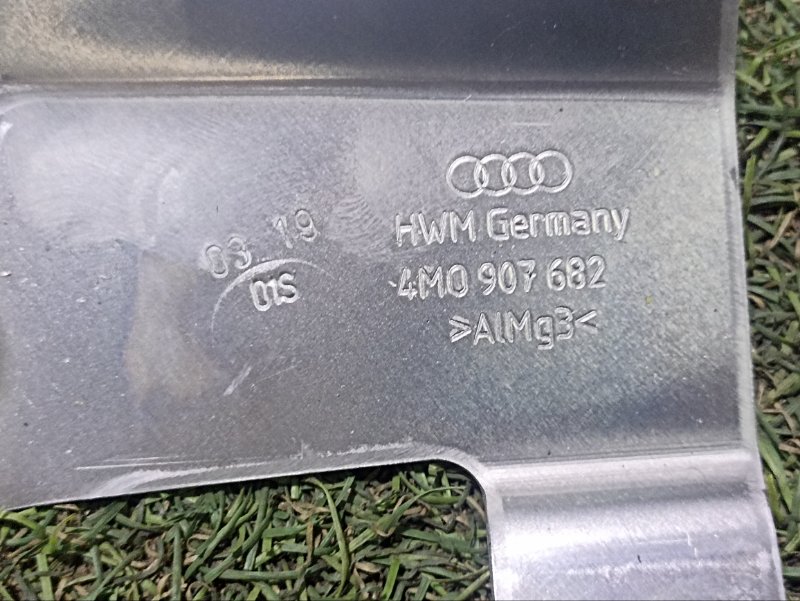 HWM Germany
03 19
4M0 907 682
01S
>AlMg3<